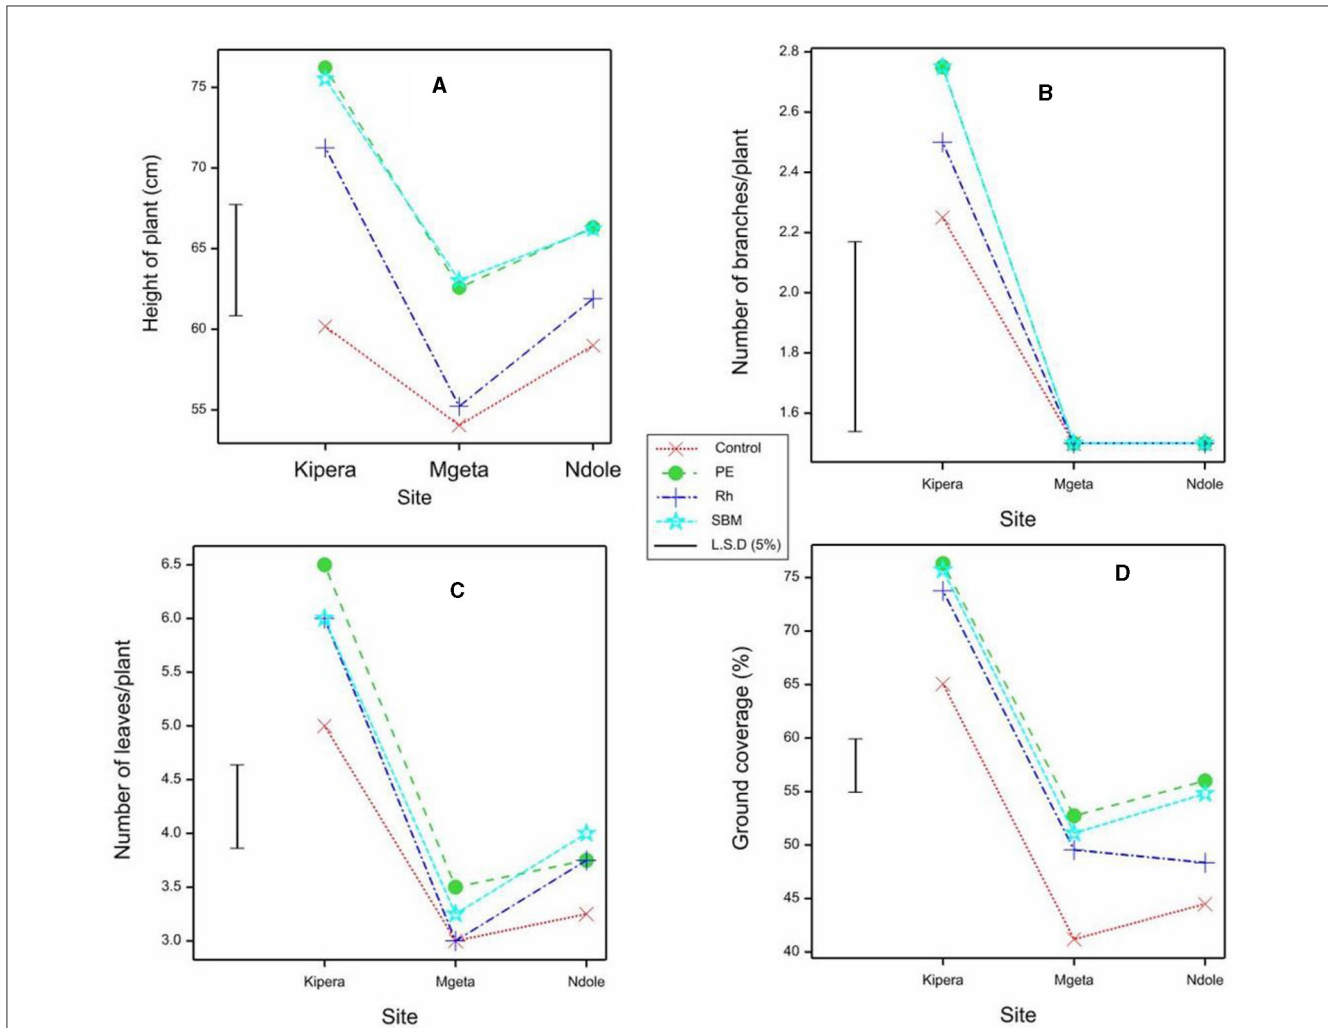 A
Height of plant (cm)
75
70
65
60
55
Kipera Mgeta Ndole
Site
B
Number of branches/plant
2.8
2.6
2.4
2.2
2.0
1.8
1.6
Kipera Mgeta Ndole
Site
Control
PE
Rh
SBM
L.S.D (5%)
C
Number of leaves/plant
6.5
6.0
5.5
5.0
4.5
4.0
3.5
3.0
Kipera Mgeta Ndole
Site
D
Ground coverage (%)
75
70
65
60
55
50
45
40
Kipera Mgeta Ndole
Site